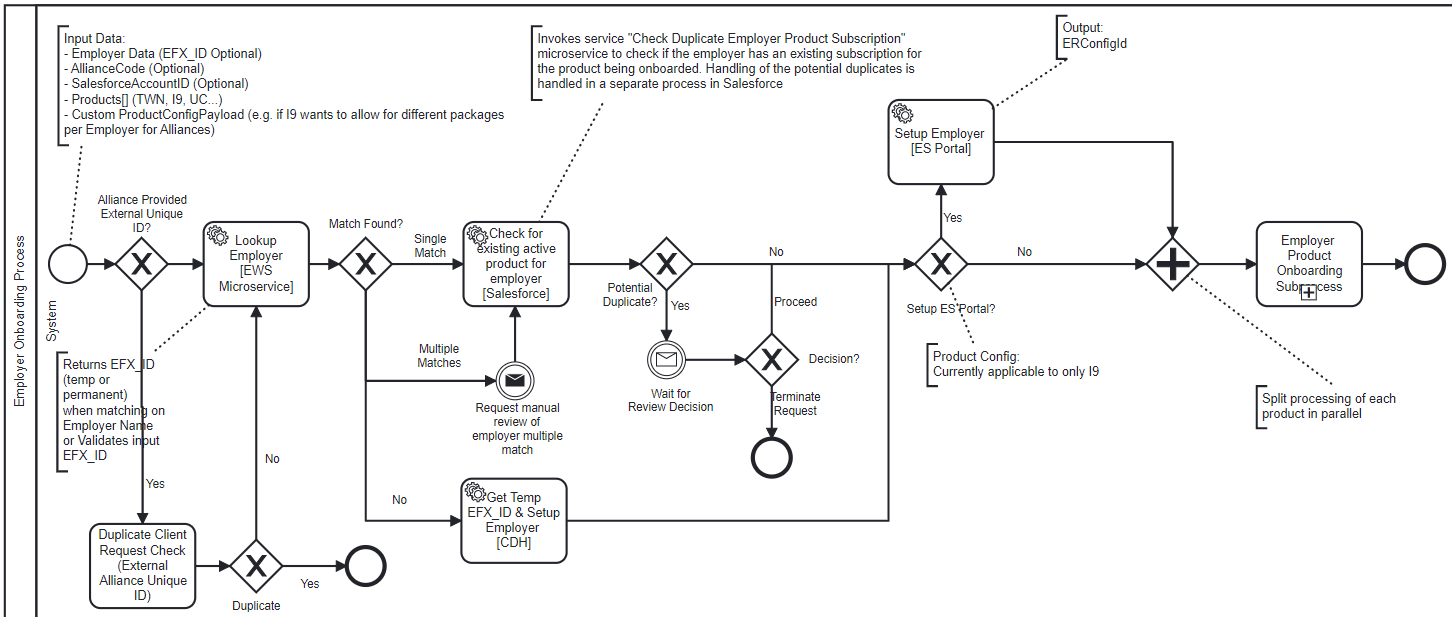 Employer Onboarding Process
System
Input Data:
- Employer Data (EFX_ID Optional)
- AllianceCode (Optional)
- SalesforceAccountID (Optional)
- Products[] (TWN, I9, UC...)
- Custom ProductConfigPayload (e.g. if I9 wants to allow for different packages
per Employer for Alliances)
Invokes service "Check Duplicate Employer Product Subscription"
microservice to check if the employer has an existing subscription for
the product being onboarded. Handling of the potential duplicates is
handled in a separate process in Salesforce
Output:
ERConfigId
Setup Employer
[ES Portal]
Alliance Provided
External Unique
ID?
Lookup
Employer
[EWS
Microservice]
Match Found?
Single
Match
Check for
existing active
product for
employer
[Salesforce]
Potential
Duplicate?
No
Yes
Proceed
Yes
Setup ES Portal?
No
Employer
Product
Onboarding
Subprocess
Returns EFX_ID
(temp or
permanent)
when matching on
Employer Name
or Validates input
EFX_ID
Multiple
Matches
Request manual
review of
employer multiple
match
Wait for
Review Decision
Decision?
Terminate
Request
Product Config:
Currently applicable to only I9
Split processing of each
product in parallel
No
Yes
No
Get Temp
EFX_ID & Setup
Employer
[CDH]
Duplicate Client
Request Check
(External
Alliance Unique
ID)
Yes
Duplicate